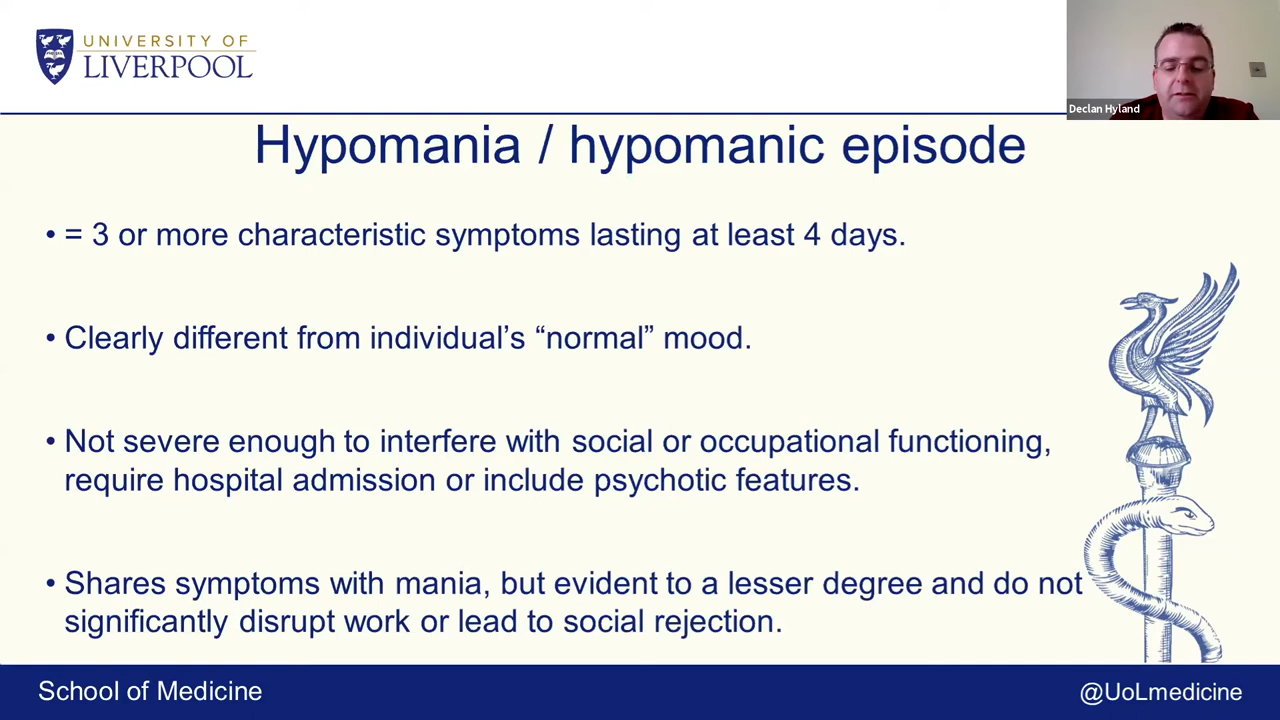 UNIVERSITY OF
LIVERPOOL
Declan Hyland
Hypomania / hypomanic episode
• = 3 or more characteristic symptoms lasting at least 4 days.
• Clearly different from individual’s “normal” mood.
• Not severe enough to interfere with social or occupational functioning,
require hospital admission or include psychotic features.
• Shares symptoms with mania, but evident to a lesser degree and do not
significantly disrupt work or lead to social rejection.
School of Medicine
@UoLmedicine